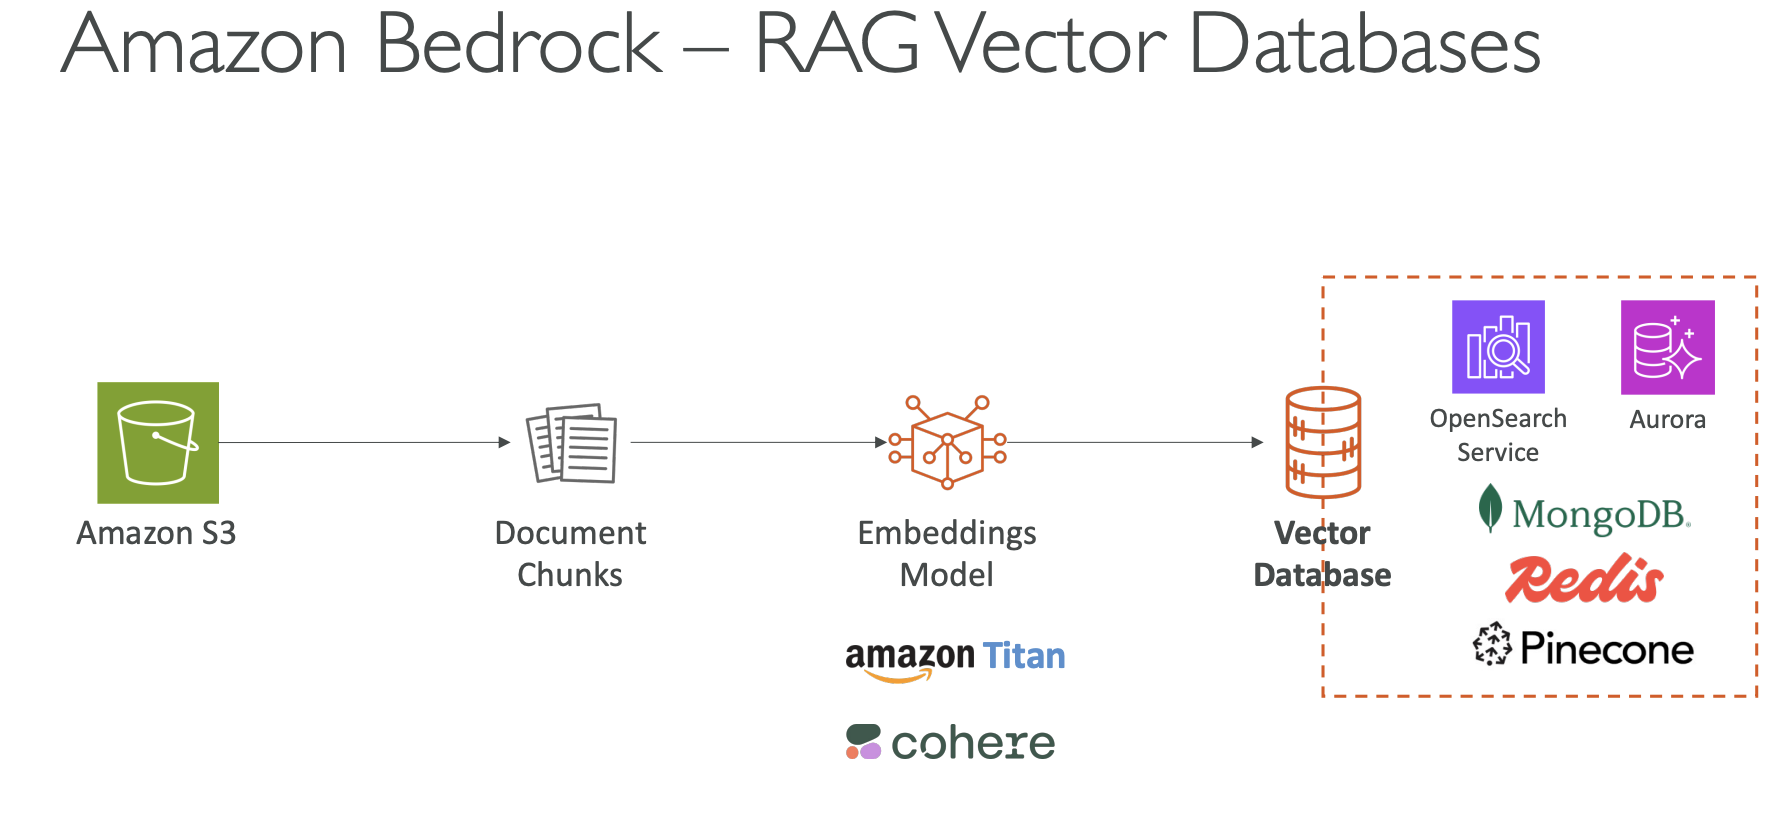 Amazon Bedrock – RAG Vector Databases
Amazon S3
Document
Chunks
Embeddings
Model
amazon Titan
cohere
Vector
Database
OpenSearch
Service
Aurora
MongoDB®
Redis
Pinecone